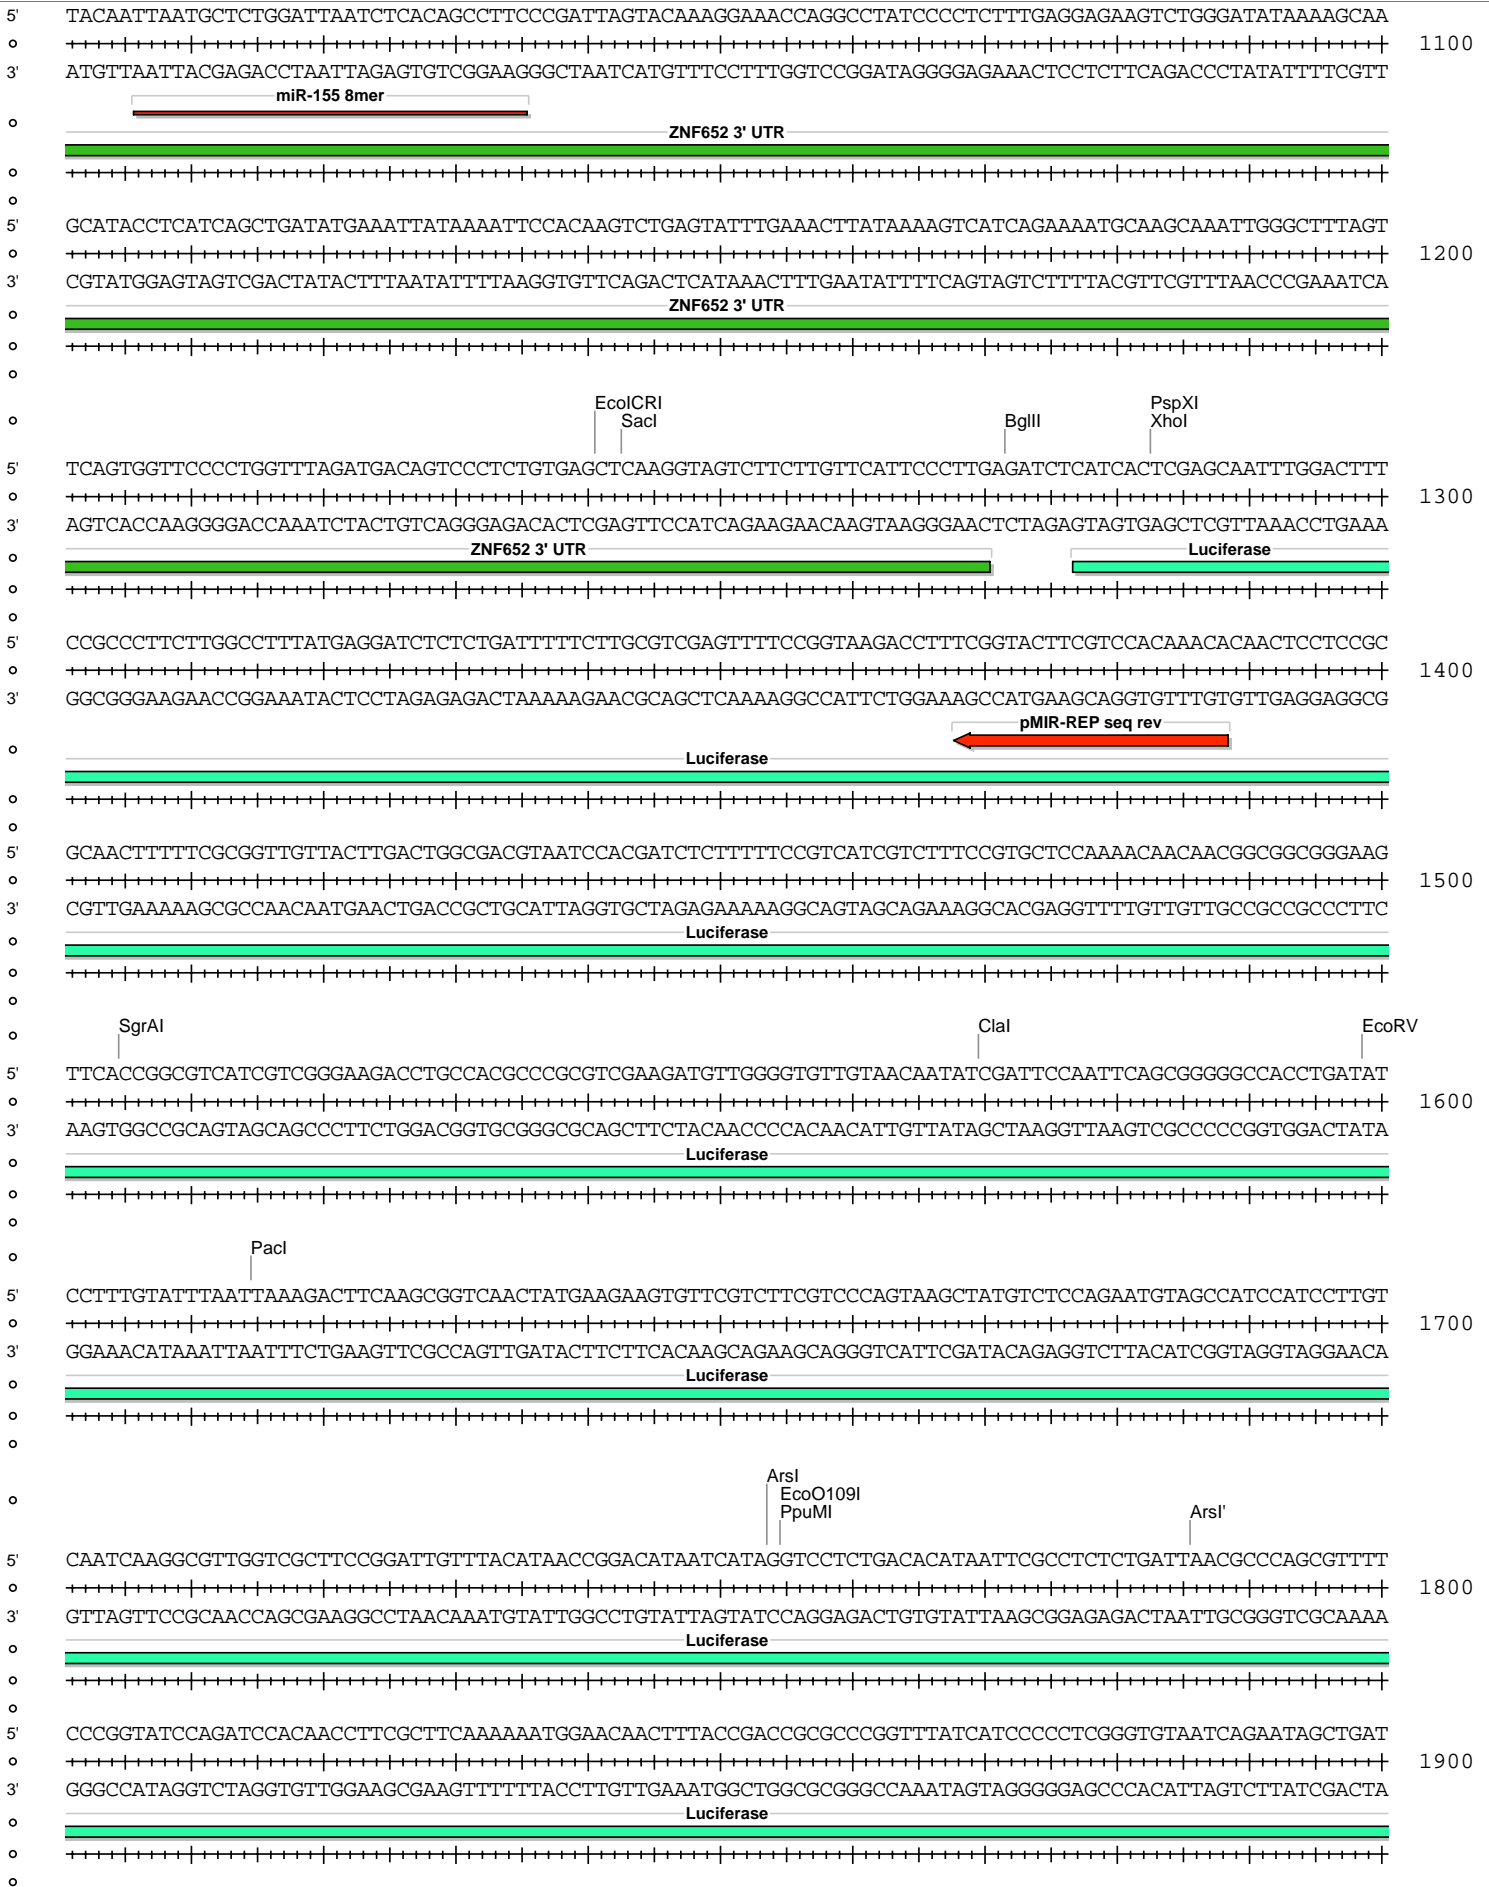 5' TACAATTAATGCTCTGGATTAATCTCACAGCCTTCCCGATTAGTACAAAGGAAACCAGGCCTATCCCCTCTTTGAGGAGAAGTCTGGGATATAAAAGCAA
1100
3' ATGTTAATTACGAGACCTAATTAGAGTGTCGGAAGGGCTAATCATGTTTCCTTTGGTCCGGATAGGGGAGAAACTCCTCTTCAGACCCTATATTTTCGTT
miR-155 8mer
ZNF652 3' UTR
5' GCATACCTCATCAGCTGATATGAAATTATAAAATTCCACAAGTCTGAGTATTTGAAACTTATAAAAGTCATCAGAAAATGCAAGCAAATTGGGCTTTAGT
1200
3' CGTATGGAGTAGTCGACTATACTTTAATATTTTAAGGTGTTCAGACTCATAAACTTTGAATATTTTCAGTAGTCTTTTACGTTCGTTTAACCCGAAATCA
ZNF652 3' UTR
EcoICRI PspXI
SacI BglII XhoI
5' TCAGTGGTTCCCCTGGTTTAGATGACAGTCCCTCTGTGAGCTCAAGGTAGTCTTCTTGTTCATTCCCTTGAGATCTCATCACTCGAGCAATTTGGACTTT
1300
3' AGTCACCAAGGGGACCAAATCTACTGTCAGGGAGACACTCGAGTTCCATCAGAAGAACAAGTAAGGGAACTCTAGAGTAGTGAGCTCGTTAAACCTGAAA
ZNF652 3' UTR Luciferase
5' CCGCCCTTCTTGGCCTTTATGAGGATCTCTCTGATTTTTCTTGCGTCGAGTTTTCCGGTAAGACCTTTCGGTACTTCGTCCACAAACACAACTCCTCCGC
1400
3' GGCGGGAAGAACCGGAAATACTCCTAGAGAGACTAAAAAGAACGCAGCTCAAAAGGCCATTCTGGAAAGCCATGAAGCAGGTGTTTGTGTTGAGGAGGCG
pMIR-REP seq rev
Luciferase
5' GCAACTTTTTCGCGGTTGTTACTTGACTGGCGACGTAATCCACGATCTCTTTTTCCGTCATCGTCTTTCCGTGCTCCAAAACAACAACGGCGGCGGGAAG
1500
3' CGTTGAAAAAGCGCCAACAATGAACTGACCGCTGCATTAGGTGCTAGAGAAAAAGGCAGTAGCAGAAAGGCACGAGGTTTTGTTGTTGCCGCCGCCCTTC
Luciferase
SgrAI ClaI EcoRV
5' TTCACCGGCGTCATCGTCGGGAAGACCTGCCACGCCCGCGTCGAAGATGTTGGGGTGTTGTAACAATATCGATTCCAATTCAGCGGGGGCCACCTGATAT
1600
3' AAGTGGCCGCAGTAGCAGCCCTTCTGGACGGTGCGGGCGCAGCTTCTACAACCCCACAACATTGTTATAGCTAAGGTTAAGTCGCCCCCGGTGGACTATA
Luciferase
PacI
5' CCTTTGTATTTAATTAAAGACTTCAAGCGGTCAACTATGAAGAAGTGTTCGTCTTCGTCCCAGTAAGCTATGTCTCCAGAATGTAGCCATCCATCCTTGT
1700
3' GGAAACATAAATTAATTTCTGAAGTTCGCCAGTTGATACTTCTTCACAAGCAGAAGCAGGGTCATTCGATACAGAGGTCTTACATCGGTAGGTAGGAACA
Luciferase
ArsI
EcoO109I
PpuMI ArsI'
5' CAATCAAGGCGTTGGTCGCTTCCGGATTGTTTACATAACCGGACATAATCATAGGTCCTCTGACACATAATTCGCCTCTCTGATTAACGCCCAGCGTTTT
1800
3' GTTAGTTCCGCAACCAGCGAAGGCCTAACAAATGTATTGGCCTGTATTAGTATCCAGGAGACTGTGTATTAAGCGGAGAGACTAATTGCGGGTCGCAAAA
Luciferase
5' CCCGGTATCCAGATCCACAACCTTCGCTTCAAAAAATGGAACAACTTTACCGACCGCGCCCGGTTTATCATCCCCCTCGGGTGTAATCAGAATAGCTGAT
1900
3' GGGCCATAGGTCTAGGTGTTGGAAGCGAAGTTTTTTACCTTGTTGAAATGGCTGGCGCGGGCCAAATAGTAGGGGGAGCCCACATTAGTCTTATCGACTA
Luciferase